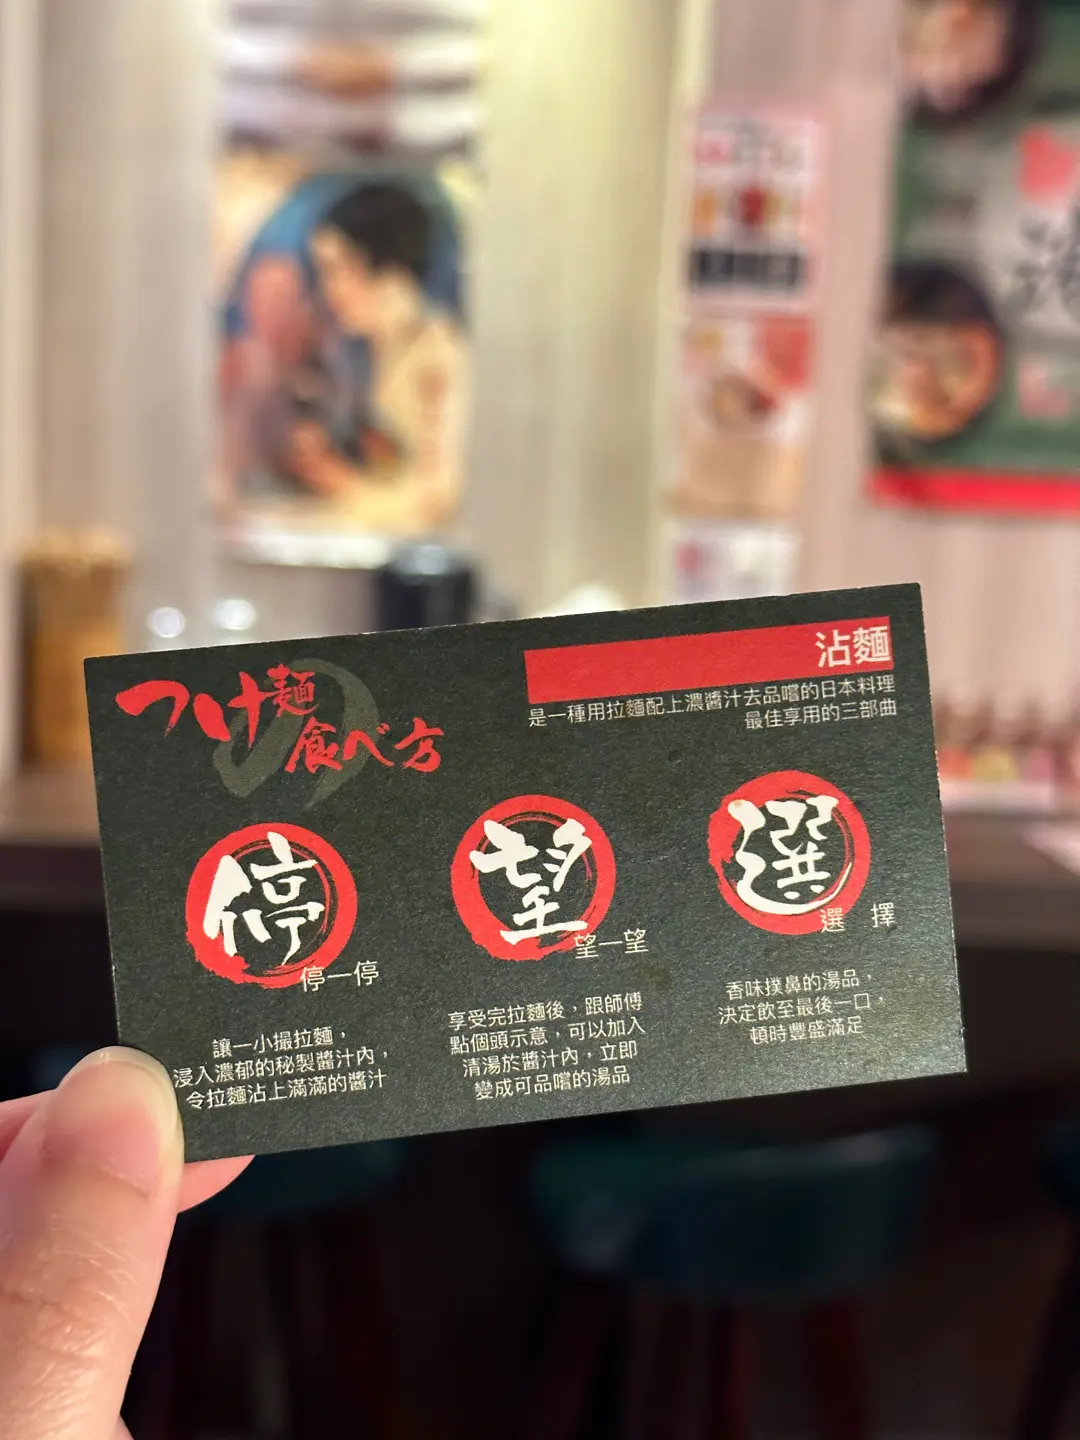 つけ麺
食べ方
沾麵
是一種用拉麵配上濃醬汁去品嚐的日本料理
最佳享用的三部曲
停
停一停
讓一小撮拉麵，
浸入濃郁的秘製醬汁內，
令拉麵沾上滿滿的醬汁
望
望一望
享受完拉麵後，跟師傅
點個頭示意，可以加入
清湯於醬汁內，立即
變成可品嚐的湯品
選
選擇
香味撲鼻的湯品，
決定飲至最後一口，
頓時豐盛滿足